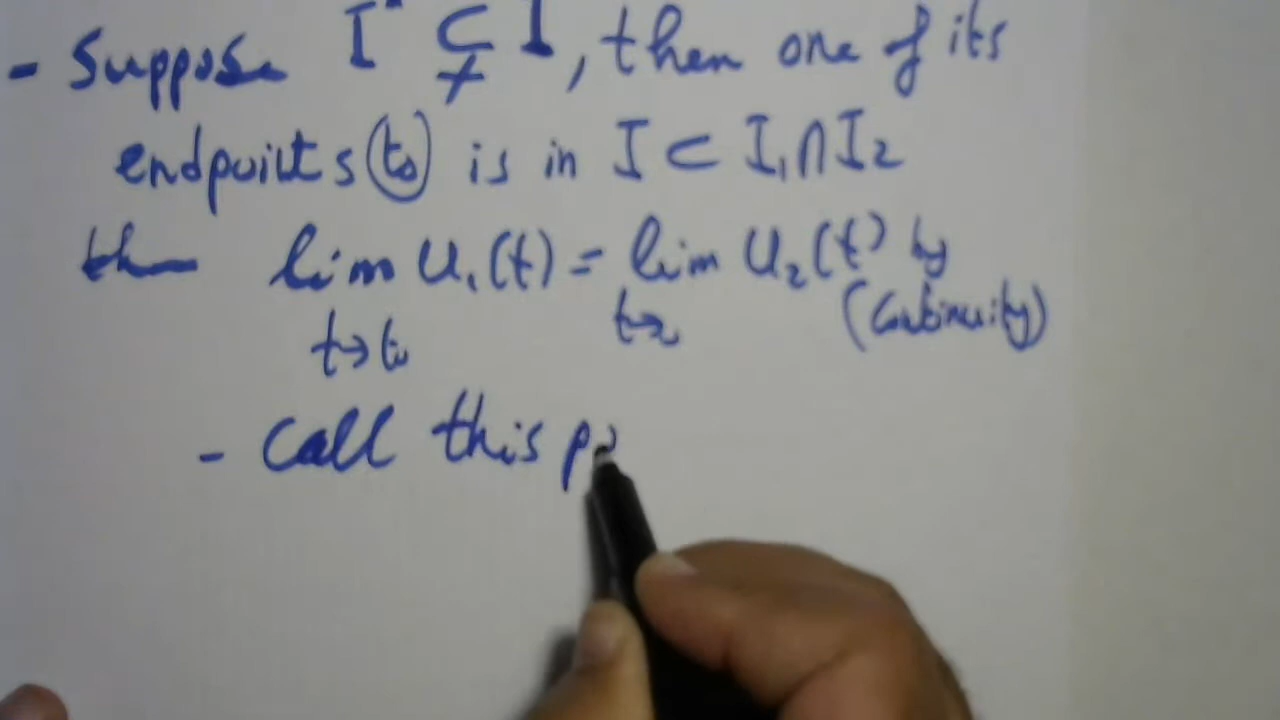 - Suppose I* ⊊ I, then one of its
endpoints (t₀) is in I ⊂ I₁∩I₂
then lim U₁(t) = lim U₂(t) by
t→t₀ t→ (Continuity)
- Call this p